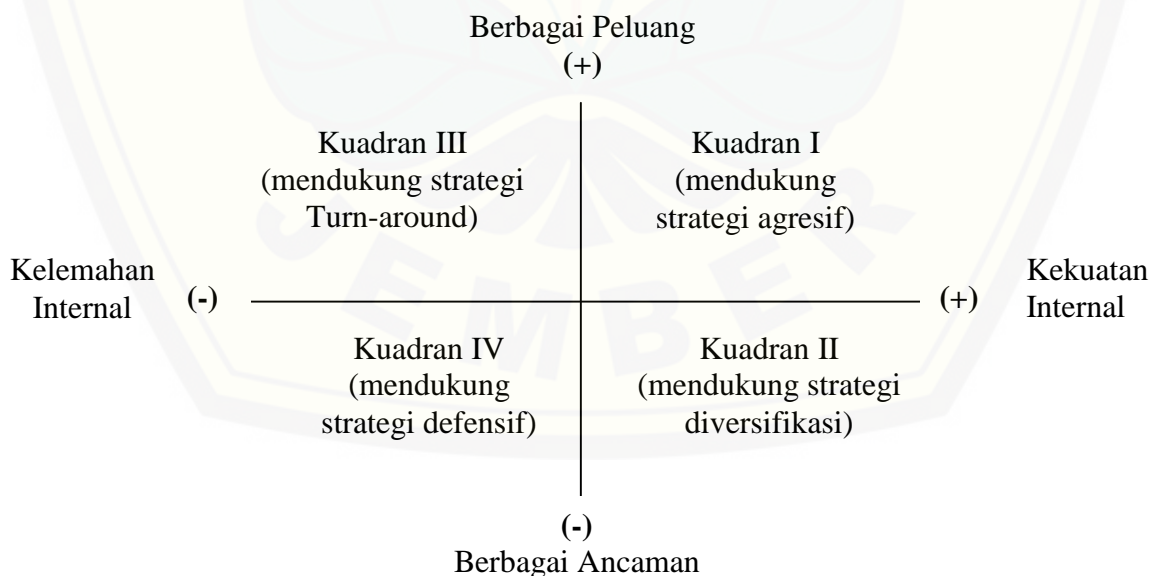 Berbagai Peluang
(+)
Kuadran III
(mendukung strategi
Turn-around)
Kuadran I
(mendukung
strategi agresif)
Kelemahan
Internal
(-)
(+)
Kekuatan
Internal
Kuadran IV
(mendukung
strategi defensif)
Kuadran II
(mendukung strategi
diversifikasi)
(-)
Berbagai Ancaman
JEMBER